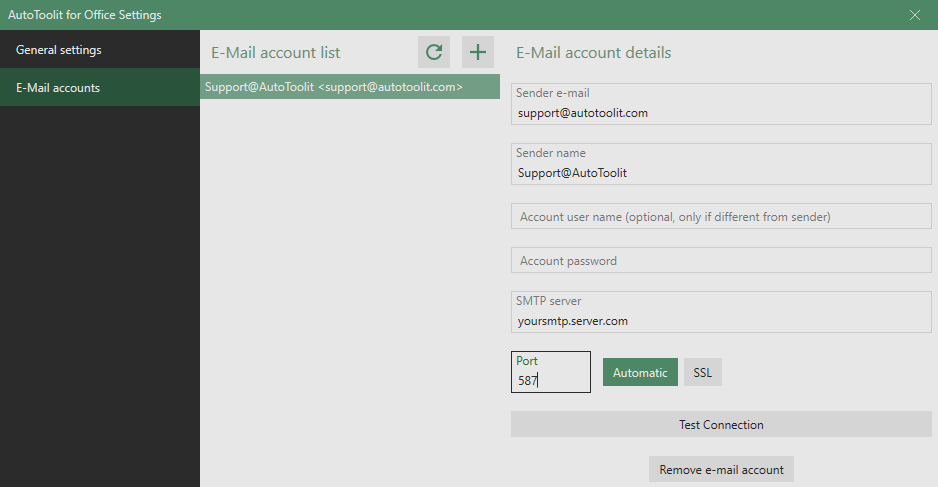 AutoToolit for Office Settings
General settings
E-Mail accounts
E-Mail account list
Support@AutoToolit <support@autotoolit.com>
E-Mail account details
Sender e-mail
support@autotoolit.com
Sender name
Support@AutoToolit
Account user name (optional, only if different from sender)
Account password
SMTP server
yoursmtp.server.com
Port
587
Automatic
SSL
Test Connection
Remove e-mail account